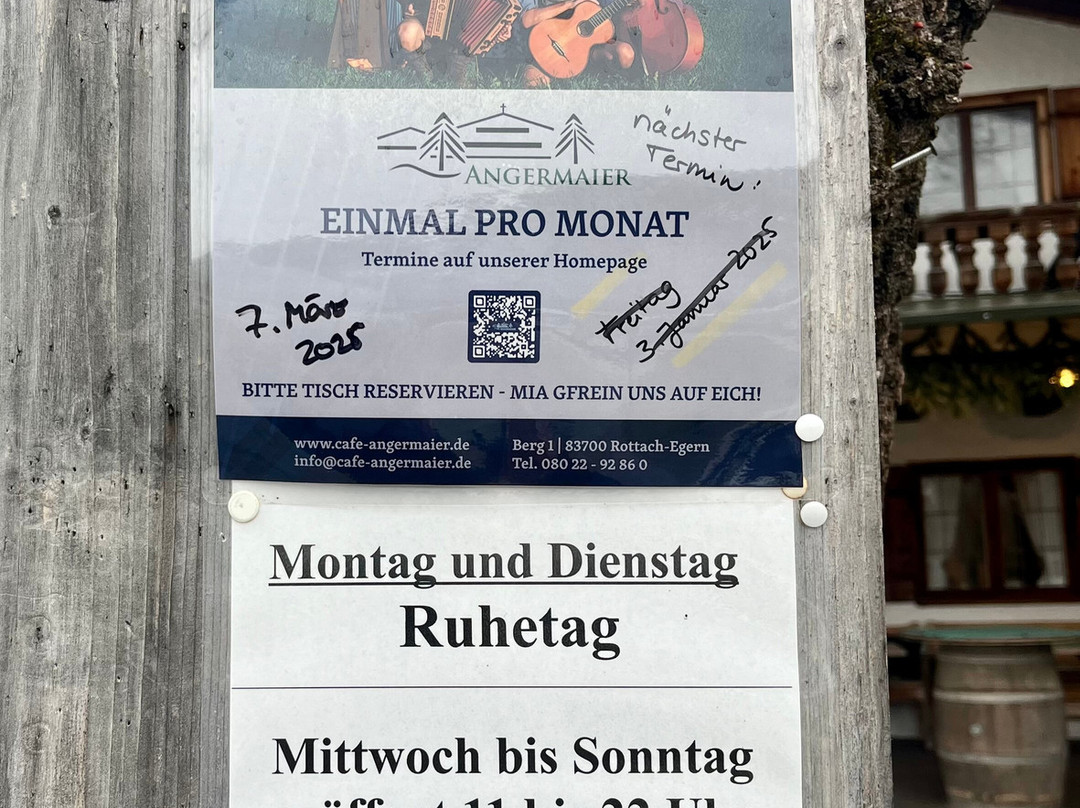 nächster
Termin!
ANGERMAIER
EINMAL PRO MONAT
Termine auf unserer Homepage
Freitag
3. Januar 2025
7. März
2025
BITTE TISCH RESERVIEREN - MIA GFREIN UNS AUF EICH!
www.cafe-angermaier.de
info@cafe-angermaier.de
Berg 1 | 83700 Rottach-Egern
Tel. 080 22 - 92 86 0
Montag und Dienstag
Ruhetag
Mittwoch bis Sonntag